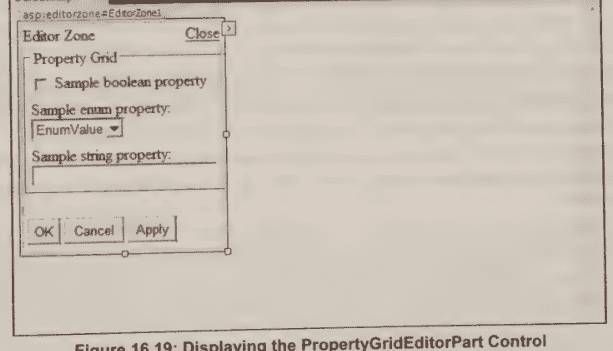 asp:editorzone#EditorZone1
Editor Zone Close
Property Grid
Sample boolean property
Sample enum property:
EnumValue
Sample string property:
OK Cancel Apply
Figure 16.19: Displaying the PropertyGridEditorPart Control